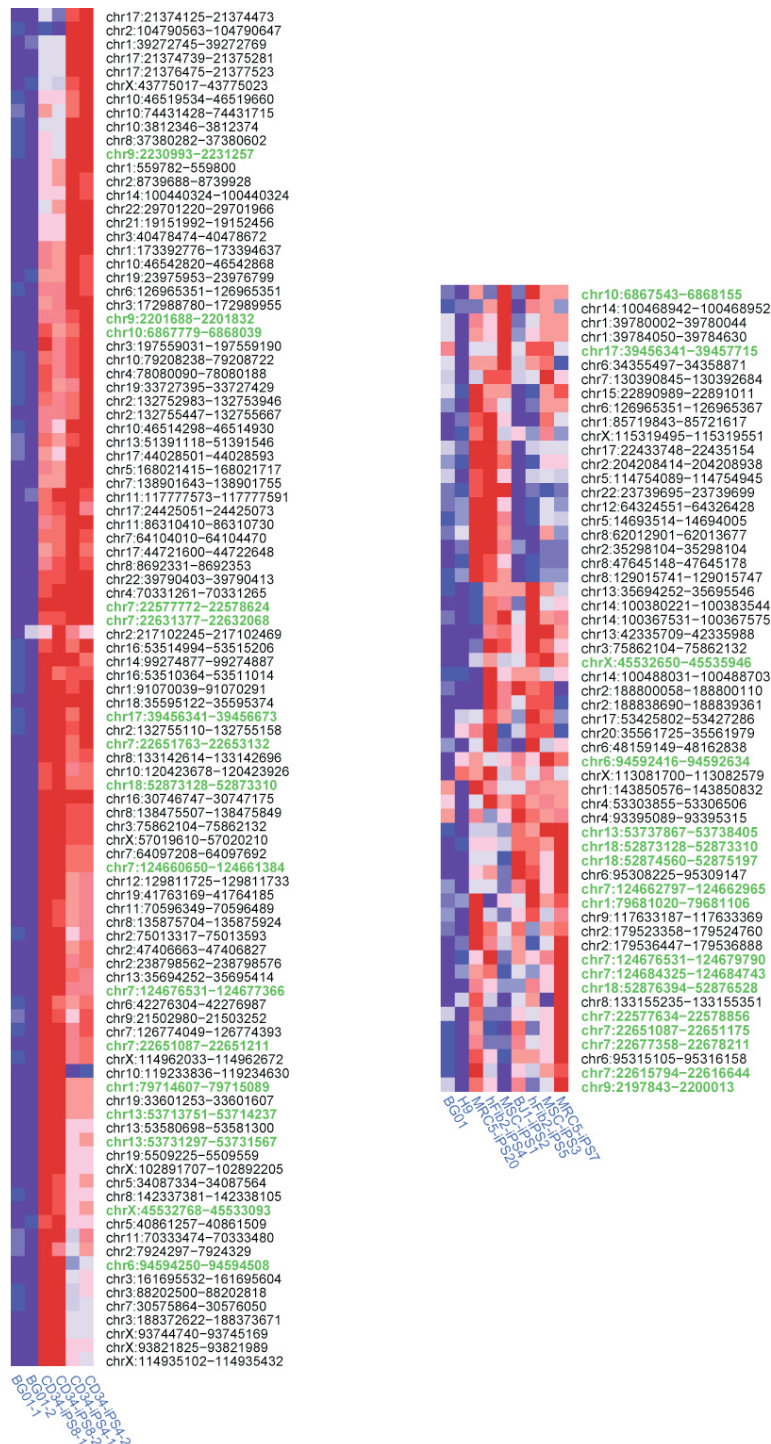 chr17:21374125−21374473
chr2:104790563−104790647
chr1:39272745−39272769
chr17:21374739−21375281
chr17:21376475−21377523
chrX:43775017−43775023
chr10:46519534−46519660
chr10:74431428−74431715
chr10:3812346−3812374
chr8:37380282−37380602
chr9:2230993−2231257
chr1:559782−559800
chr2:8739688−8739928
chr14:100440324−100440324
chr22:29701220−29701966
chr21:19151992−19152456
chr3:40478474−40478672
chr1:173392776−173394637
chr10:46542820−46542868
chr19:23975953−23976799
chr6:126965351−126965351
chr3:172988780−172989955
chr9:2201688−2201832
chr10:6867779−6868039
chr3:197559031−197559190
chr10:79208238−79208722
chr4:78080090−78080188
chr19:33727395−33727429
chr2:132752983−132753946
chr2:132755447−132755667
chr10:46514298−46514930
chr13:51391118−51391546
chr17:44028501−44028593
chr5:168021415−168021717
chr7:138901643−138901755
chr11:117777573−117777591
chr17:24425051−24425073
chr11:86310410−86310730
chr7:64104010−64104470
chr17:44721600−44722648
chr8:8692331−8692353
chr22:39790403−39790413
chr4:70331261−70331265
chr7:22577772−22578624
chr7:22631377−22632068
chr2:217102245−217102469
chr16:53514994−53515206
chr14:99274877−99274887
chr16:53510364−53511014
chr1:91070039−91070291
chr18:35595122−35595374
chr17:39456341−39456673
chr2:132755110−132755158
chr7:22651763−22653132
chr8:133142614−133142696
chr10:120423678−120423926
chr18:52873128−52873310
chr16:30746747−30747175
chr8:138475507−138475849
chr3:75862104−75862132
chrX:57019610−57020210
chr7:64097208−64097692
chr7:124660650−124661384
chr12:129811725−129811733
chr19:41763169−41764185
chr11:70596349−70596489
chr8:135875704−135875924
chr2:75013317−75013593
chr2:47406663−47406827
chr2:238798562−238798576
chr13:35694252−35695414
chr7:124676531−124677366
chr6:42276304−42276987
chr9:21502980−21503252
chr7:126774049−126774393
chr7:22651087−22651211
chrX:114962033−114962672
chr10:119233836−119234630
chr1:79714607−79715089
chr19:33601253−33601607
chr13:53713751−53714237
chr13:53580698−53581300
chr13:53731297−53731567
chr19:5509225−5509559
chrX:102891707−102892205
chr5:34087334−34087564
chr8:142337381−142338105
chrX:45532768−45533093
chr5:40861257−40861509
chr11:70333474−70333480
chr2:7924297−7924329
chr6:94594250−94594508
chr3:161695532−161695604
chr3:88202500−88202818
chr7:30575864−30576050
chr3:188372622−188373671
chrX:93744740−93745169
chrX:93821825−93821989
chrX:114935102−114935432
BG01-1
BG01-2
CD34-iPS8-1
CD34-iPS8-2
CD34-iPS4-1
CD34-iPS4-2
chr10:6867543−6868155
chr14:100468942−100468952
chr1:39780002−39780044
chr1:39784050−39784630
chr17:39456341−39457715
chr6:34355497−34358871
chr7:130390845−130392684
chr15:22890989−22891011
chr6:126965351−126965367
chr1:85719843−85721617
chrX:115319495−115319551
chr17:22433748−22435154
chr2:204208414−204208938
chr5:114754089−114754945
chr22:23739695−23739699
chr12:64324551−64326428
chr5:14693514−14694005
chr8:62012901−62013677
chr2:35298104−35298104
chr8:47645148−47645178
chr8:129015741−129015747
chr13:35694252−35695546
chr14:100380221−100383544
chr14:100367531−100367575
chr13:42335709−42335988
chr3:75862104−75862132
chrX:45532650−45535946
chr14:100488031−100488703
chr2:188800058−188800110
chr2:188838690−188839361
chr17:53425802−53427286
chr20:35561725−35561979
chr6:48159149−48162838
chr6:94592416−94592634
chrX:113081700−113082579
chr1:143850576−143850832
chr4:53303855−53306506
chr4:93395089−93395315
chr13:53737867−53738405
chr18:52873128−52873310
chr18:52874560−52875197
chr6:95308225−95309147
chr7:124662797−124662965
chr1:79681020−79681106
chr9:117633187−117633369
chr2:179523358−179524760
chr2:179536447−179536888
chr7:124676531−124679790
chr7:124684325−124684743
chr18:52876394−52876528
chr8:133155235−133155351
chr7:22577634−22578856
chr7:22651087−22651175
chr7:22677358−22678211
chr6:95315105−95316158
chr7:22615794−22616644
chr9:2197843−2200013
BG01
H9
MRC5-iPS20
hFib2-iPS4
MSC-iPS1
BJ1-iPS2
hFib2-iPS5
MSC-iPS3
MRC5-iPS7